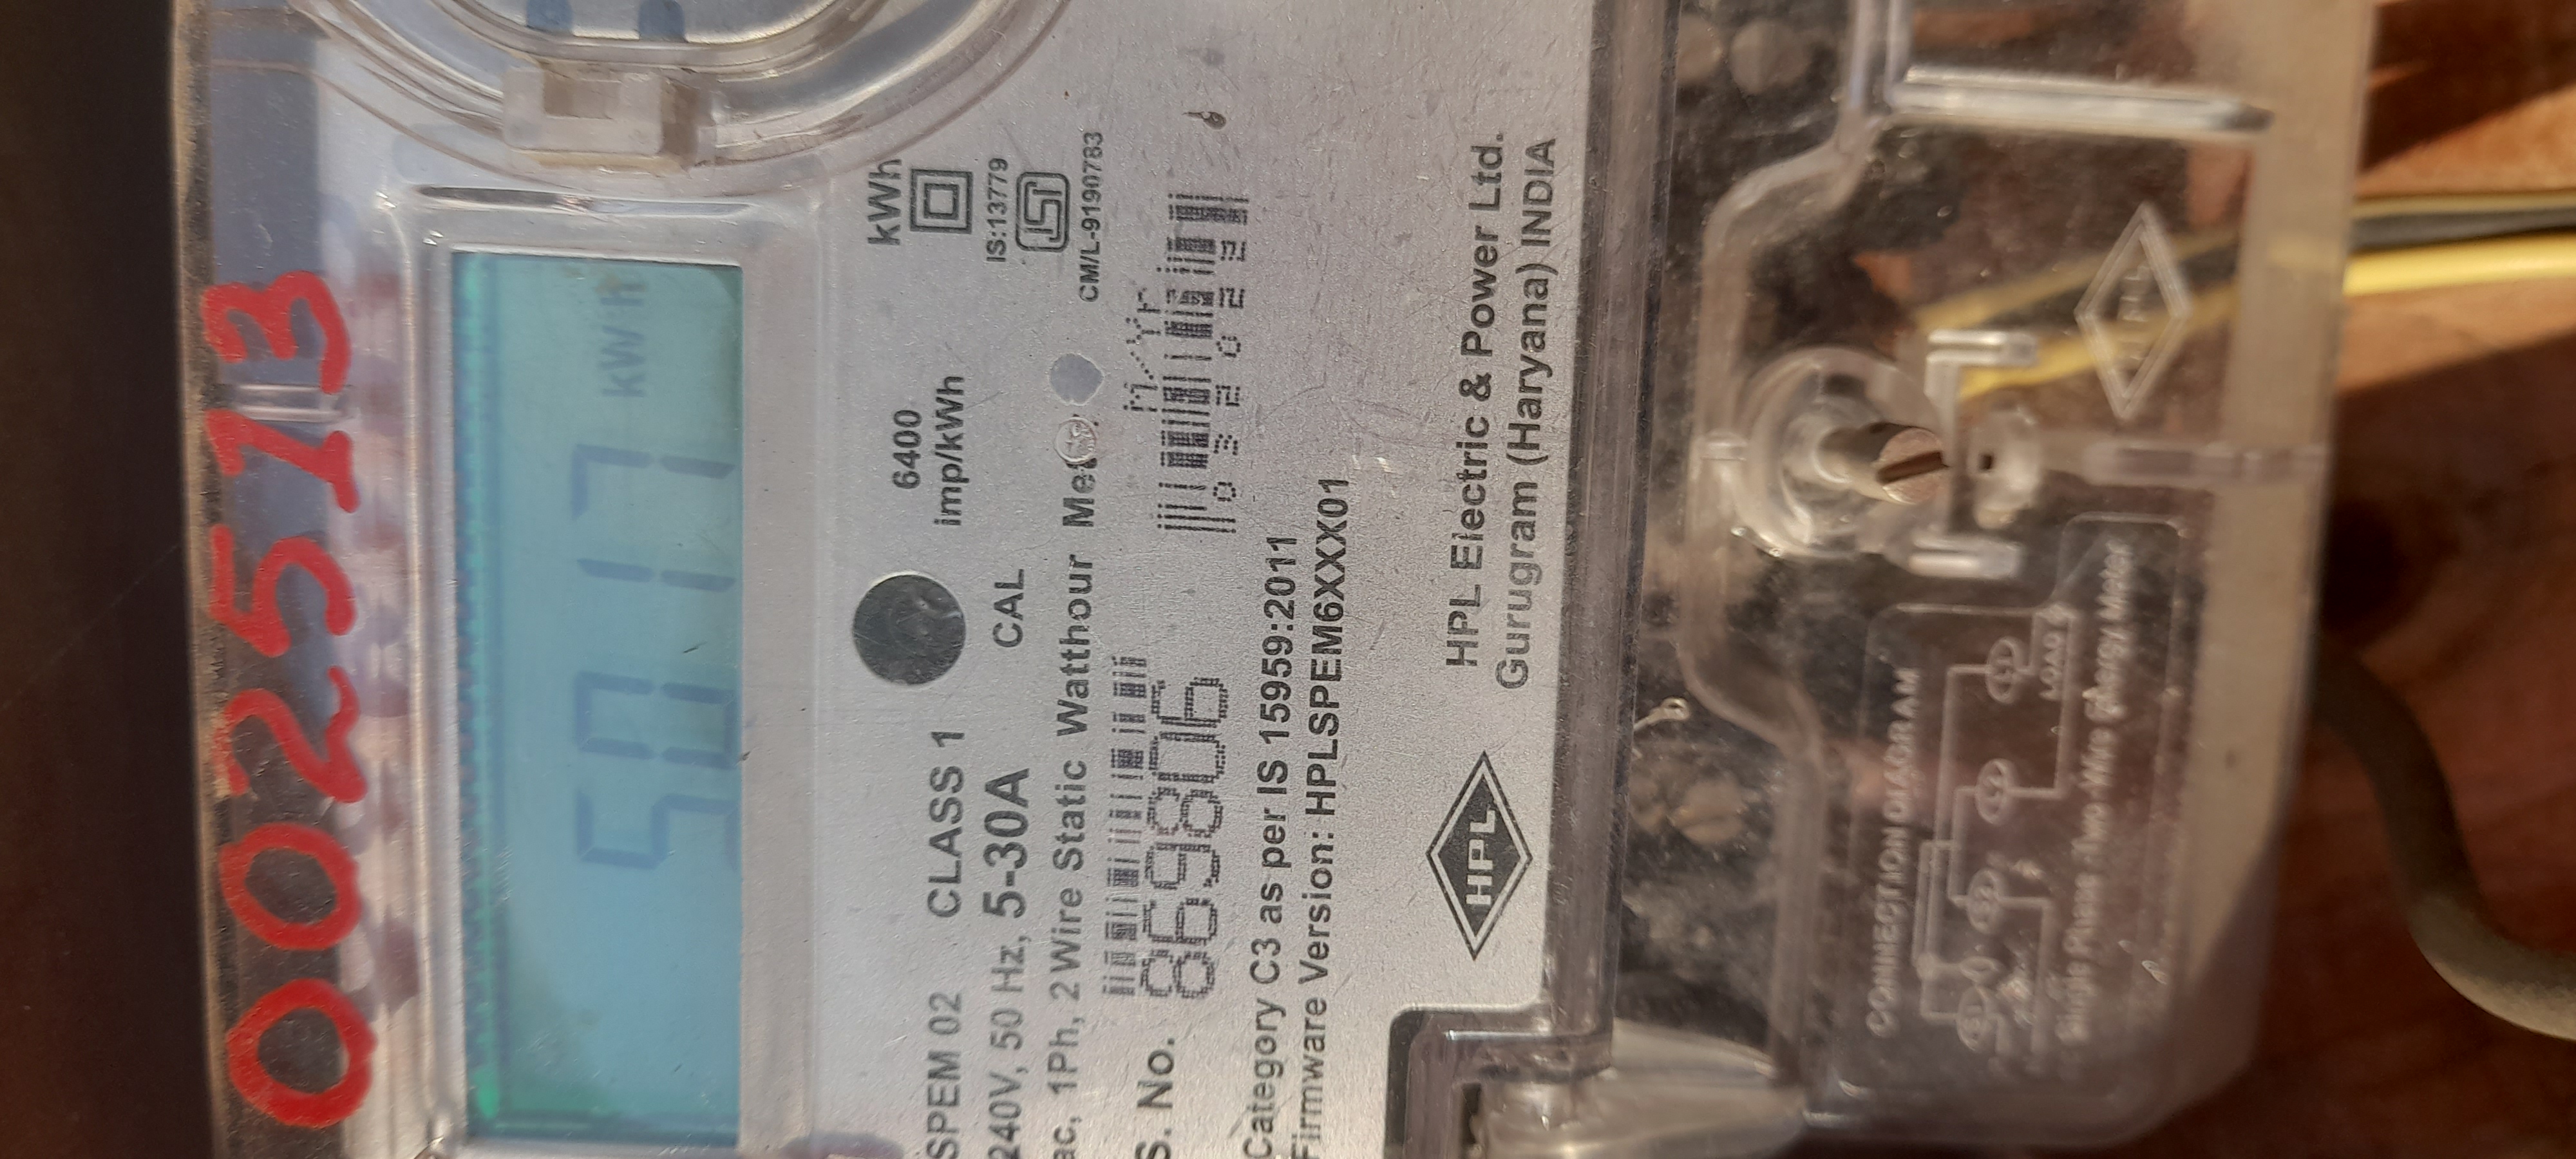 002513
5017 kWh
SPEM 02 CLASS 1 6400 kWh
240V, 50 Hz, 5-30A CAL imp/kWh
IS:13779
ac, 1Ph, 2 Wire Static Watthour
CM/L-9190783
S. No. 869806
Category C3 as per IS 15959:2011
Firmware Version: HPLSPEM6XXX01
HPL
HPL Electric & Power Ltd.
Gurugram (Haryana) INDIA
CONNECTION DIAGRAM
LOAD
Single Phase Two Wire Energy Meter
HPL